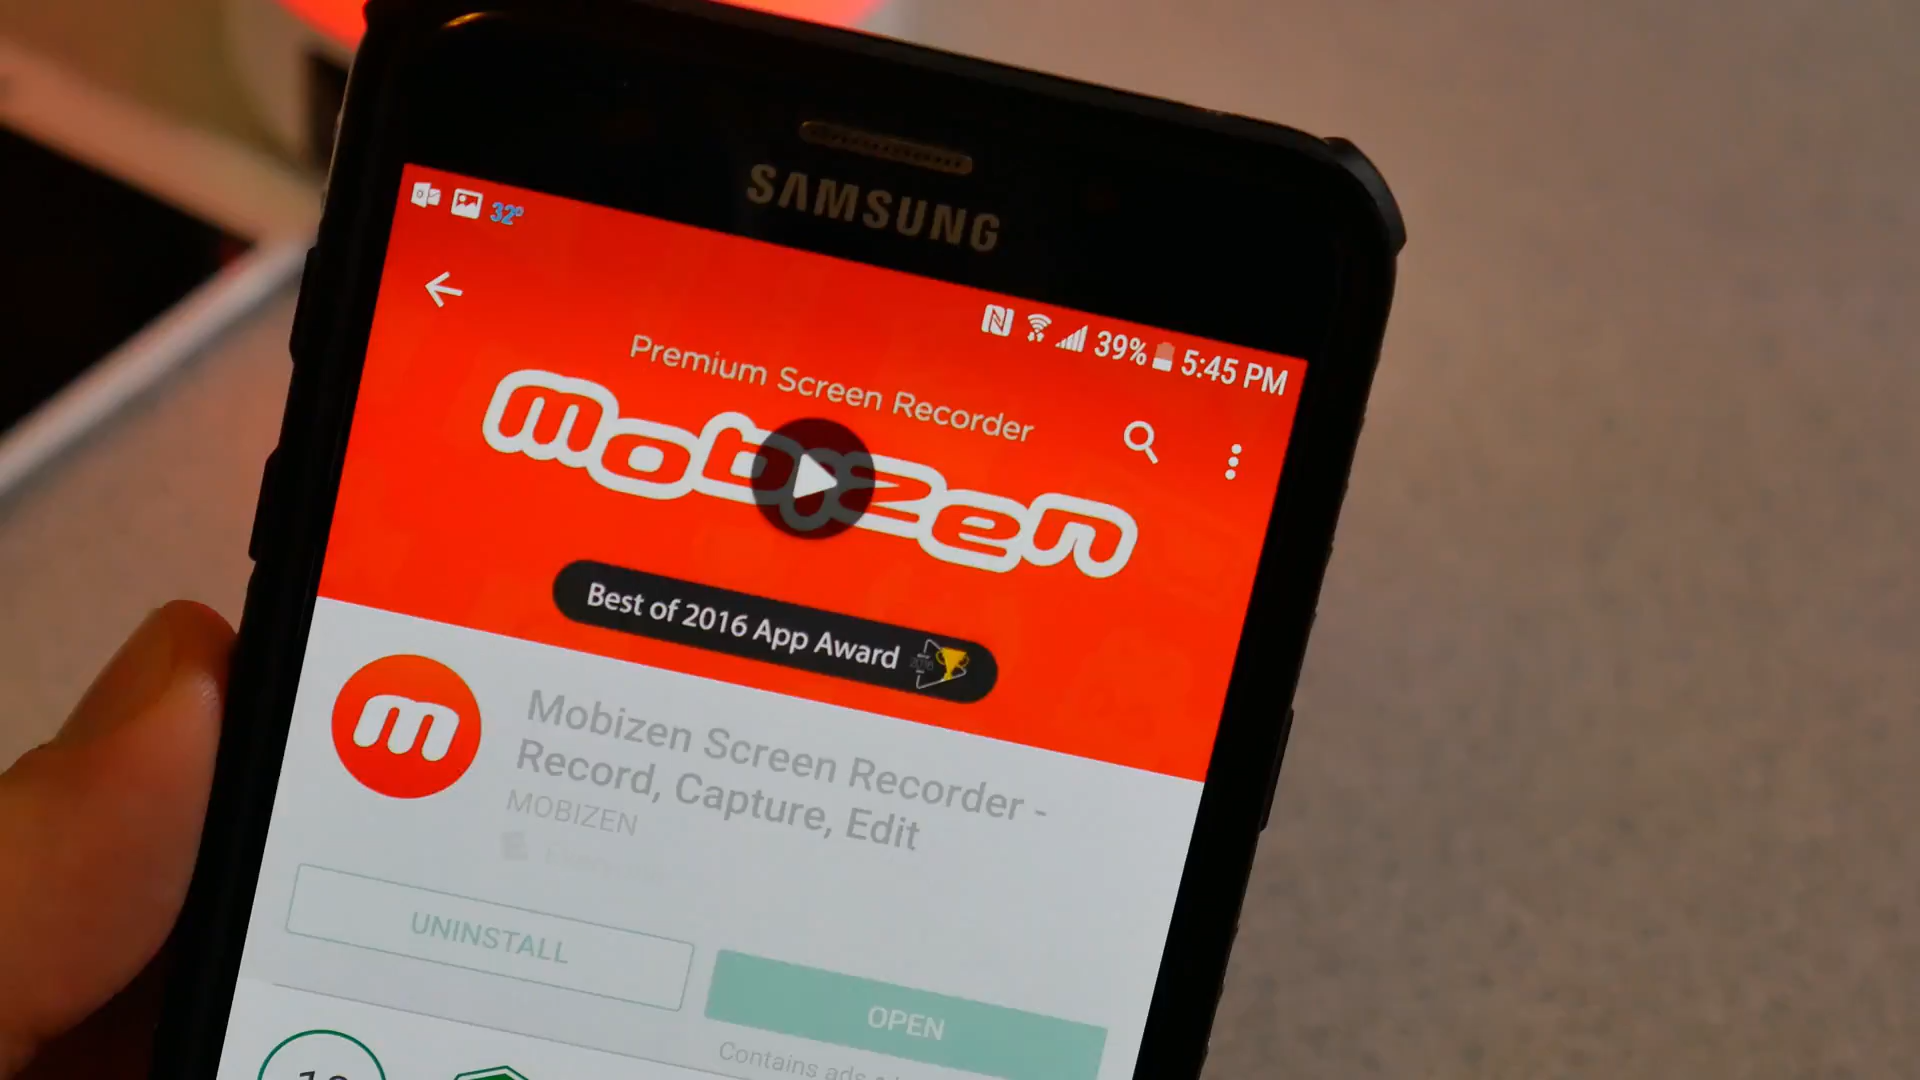 SAMSUNG
32°
39% 5:45 PM
Premium Screen Recorder
mobizen
Best of 2016 App Award
2016
m
Mobizen Screen Recorder -
Record, Capture, Edit
MOBIZEN
UNINSTALL
OPEN
Contains ads